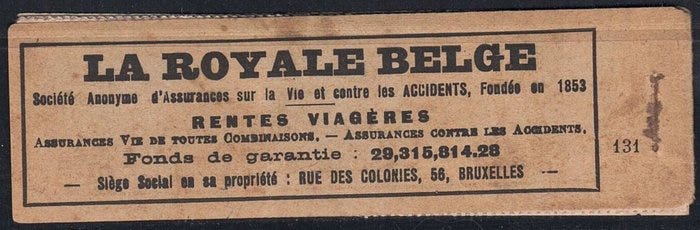 LA ROYALE BELGE
Société Anonyme d'Assurances sur la Vie et contre les ACCIDENTS, Fondée en 1853
RENTES VIAGÈRES
ASSURANCES VIE DE TOUTES COMBINAISONS. — ASSURANCES CONTRE LES ACCIDENTS.
Fonds de garantie : 29,315,814.28
— Siège Social en sa propriété : RUE DES COLONIES, 56, BRUXELLES —
131